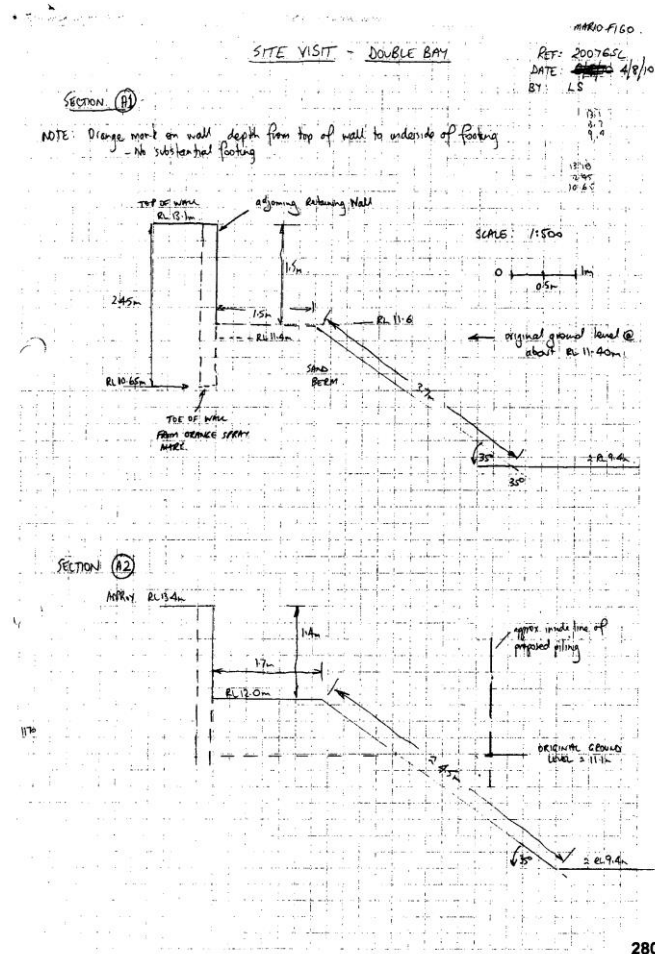 MARIO FIGO.
SITE VISIT - DOUBLE BAY
REF: 20076SL
DATE: 4/8/10
BY: LS
SECTION A1
13.1
3.7
9.4
NOTE: Orange mark on wall depth from top of wall to underside of footing
- No substantial footing
13.10
2.45
10.65
TOP OF WALL
RL 13.1m
adjoining Retaining Wall
SCALE: 1:500
0 1m
0.5m
1.5m
2.45m
1.5m
RL 11.6
RL 11.4m
original ground level @
about RL 11.40m
SAND
BERM
3.7m
RL 10.65m
TOE OF WALL
FROM ORANGE SPRAY
MARK.
35°
35°
≈ RL 9.4m
SECTION A2
APPROX RL 13.4m
1.4m
approx inside line of
proposed piling
1.7m
RL 12.0m
1170
ORIGINAL GROUND
LEVEL ≈ 11.1m
35°
≈ RL 9.4m
280